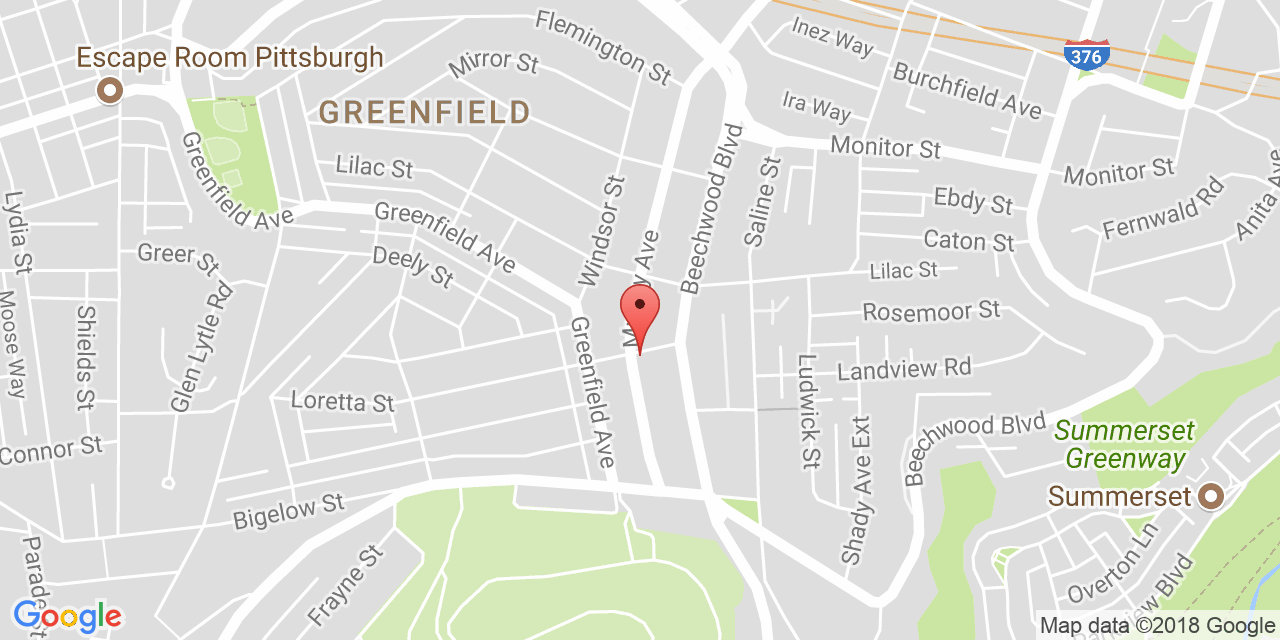 Flemington St
Inez Way
Escape Room Pittsburgh
Mirror St
376
Burchfield Ave
GREENFIELD
Ira Way
Monitor St
Greenfield Ave
Lilac St
Beechwood Blvd
Monitor St
Saline St
Ebdy St
Fernwald Rd
Anita Ave
Windsor St
Lydia St
Greenfield Ave
Greer St
Deely St
Caton St
Lilac St
Rosemoor St
Moose Way
Shields St
Glen Lytle Rd
Greenfield Ave
Landview Rd
Ludwick St
Loretta St
Shady Ave Ext
Beechwood Blvd
Summerset
Greenway
Connor St
Summerset
Bigelow St
Frayne St
Overton Ln
Google
Map data ©2018 Google